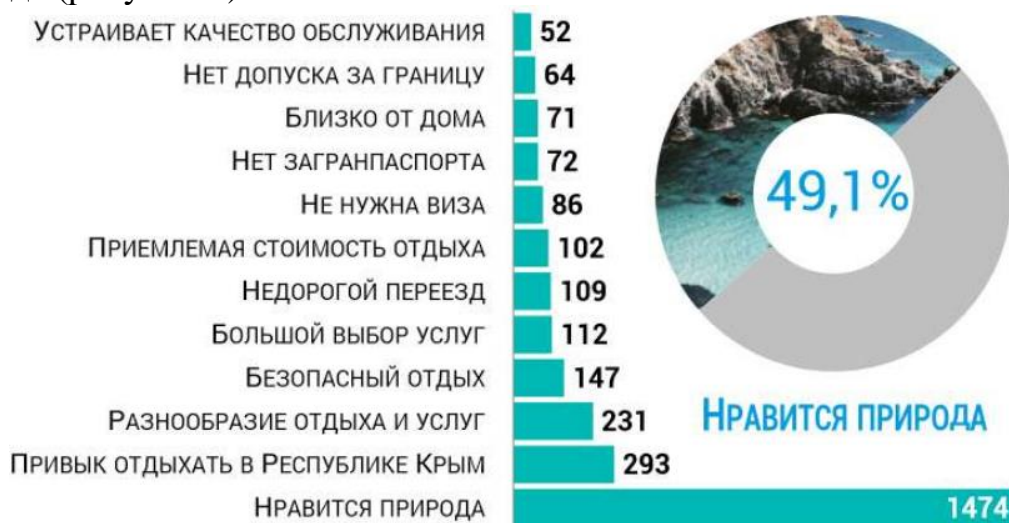 УСТРАИВАЕТ КАЧЕСТВО ОБСЛУЖИВАНИЯ 52
НЕТ ДОПУСКА ЗА ГРАНИЦУ 64
БЛИЗКО ОТ ДОМА 71
НЕТ ЗАГРАНПАСПОРТА 72
НЕ НУЖНА ВИЗА 86
ПРИЕМЛЕМАЯ СТОИМОСТЬ ОТДЫХА 102
НЕДОРОГОЙ ПЕРЕЕЗД 109
БОЛЬШОЙ ВЫБОР УСЛУГ 112
БЕЗОПАСНЫЙ ОТДЫХ 147
РАЗНООБРАЗИЕ ОТДЫХА И УСЛУГ 231
ПРИВЫК ОТДЫХАТЬ В РЕСПУБЛИКЕ КРЫМ 293
НРАВИТСЯ ПРИРОДА 1474
49,1%
НРАВИТСЯ ПРИРОДА